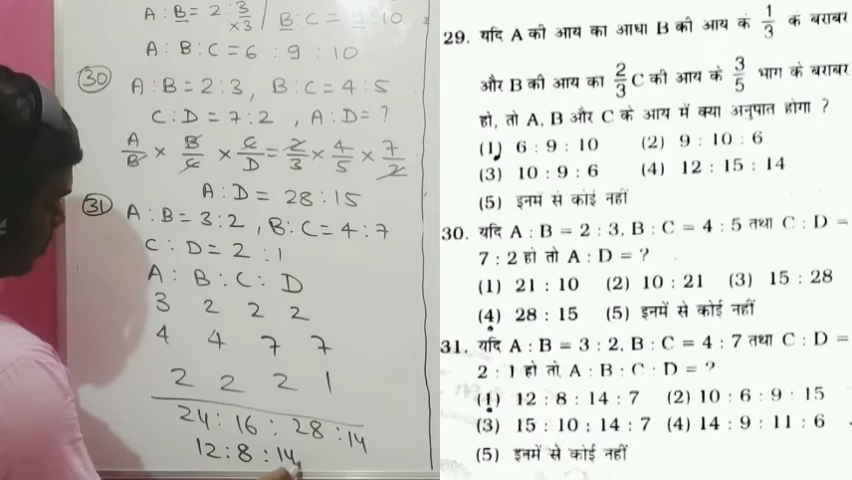 A : B = 2 : 3 / B : C = : 10
×3
A : B : C = 6 : 9 : 10
(30)
A : B = 2 : 3 , B : C = 4 : 5
C : D = 7 : 2 , A : D = ?
A/B × B/C × C/D = 2/3 × 4/5 × 7/2
A : D = 28 : 15
(31)
A : B = 3 : 2 , B : C = 4 : 7
C : D = 2 : 1
A : B : C : D
3 2 2 2
4 4 7 7
2 2 2 1
24 : 16 : 28 : 14
12 : 8 : 14
29. यदि A की आय का आधा B की आय के 1/3 के बराबर
और B की आय का 2/3 C की आय के 3/5 भाग के बराबर
हो, तो A, B और C के आय में क्या अनुपात होगा ?
(1) 6 : 9 : 10 (2) 9 : 10 : 6
(3) 10 : 9 : 6 (4) 12 : 15 : 14
(5) इनमें से कोई नहीं
30. यदि A : B = 2 : 3, B : C = 4 : 5 तथा C : D =
7 : 2 हो तो A : D = ?
(1) 21 : 10 (2) 10 : 21 (3) 15 : 28
(4) 28 : 15 (5) इनमें से कोई नहीं
31. यदि A : B = 3 : 2, B : C = 4 : 7 तथा C : D =
2 : 1 हो तो, A : B : C : D = ?
(1) 12 : 8 : 14 : 7 (2) 10 : 6 : 9 : 15
(3) 15 : 10 : 14 : 7 (4) 14 : 9 : 11 : 6
(5) इनमें से कोई नहीं